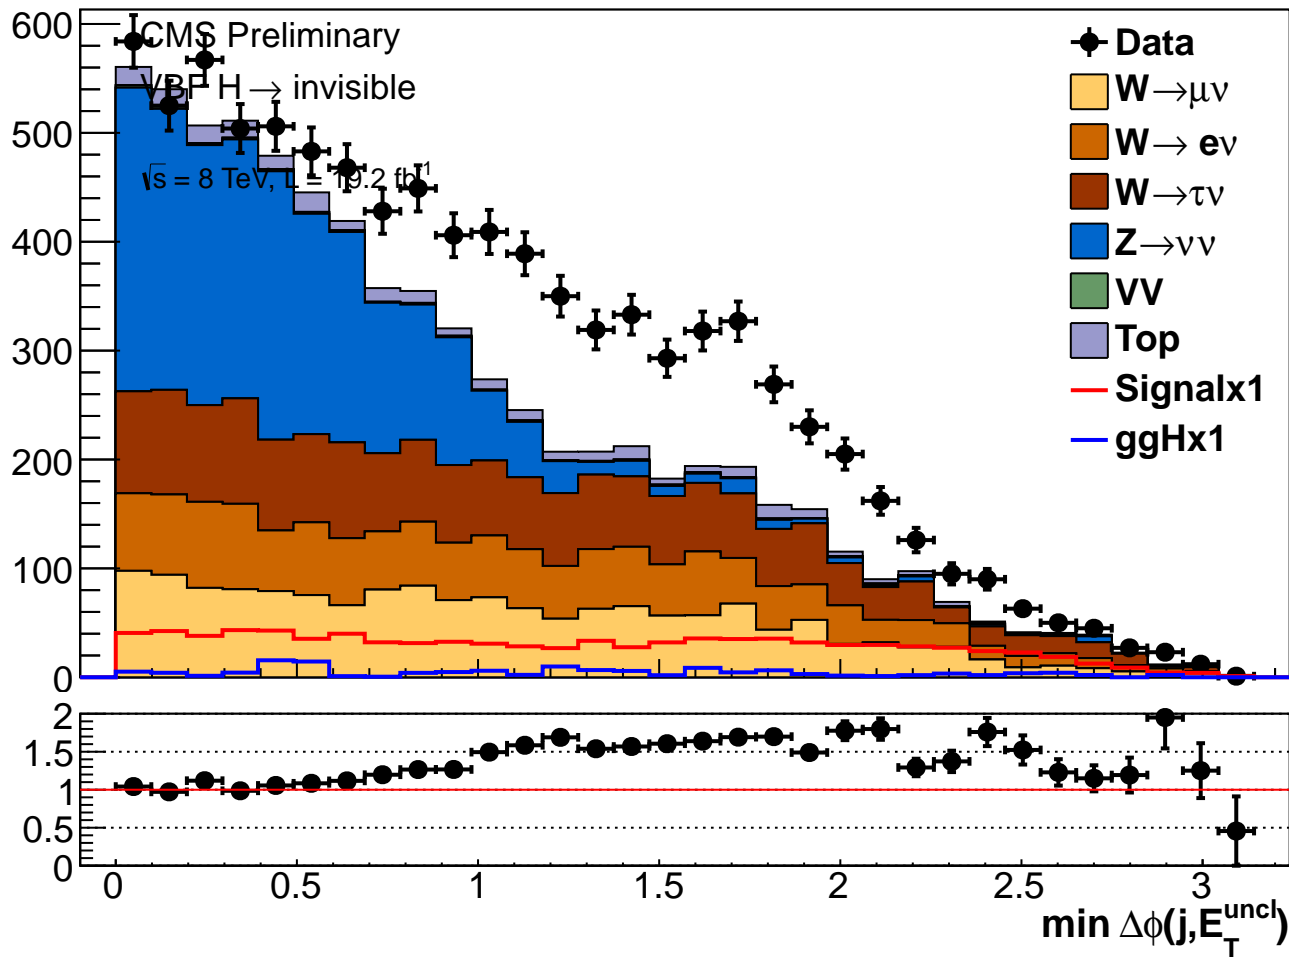 600
500
400
300
200
100
0
CMS Preliminary
VBF H → invisible
√s = 8 TeV, L = 19.2 fb⁻¹
Data
W→μν
W→ eν
W→τν
Z→νν
VV
Top
Signalx1
ggHx1
2
1.5
1
0.5
0
0 0.5 1 1.5 2 2.5 3
min Δϕ(j,E_T^uncl)